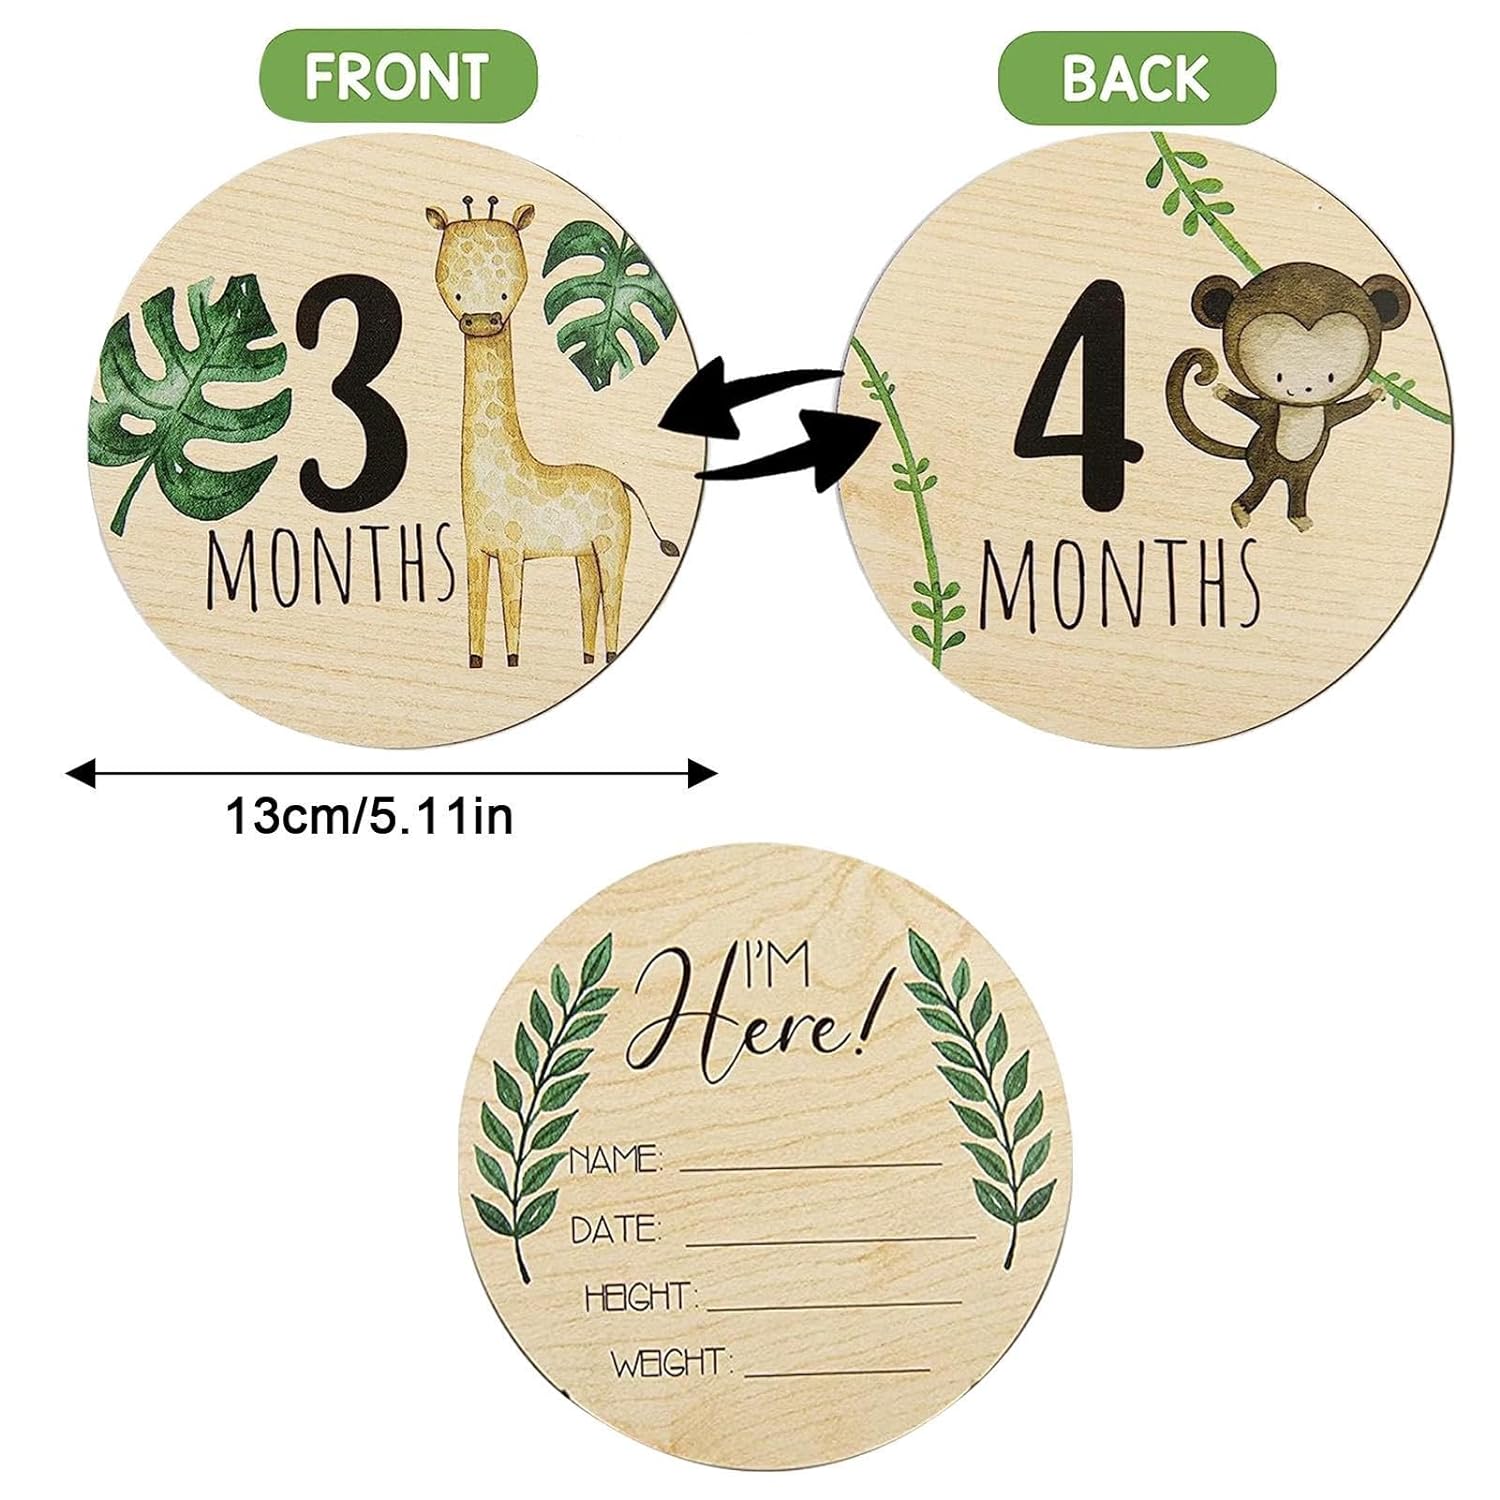 FRONT
BACK
3
MONTHS
4
MONTHS
13cm/5.11in
I'M
Here!
NAME:
DATE:
HEIGHT:
WEIGHT: